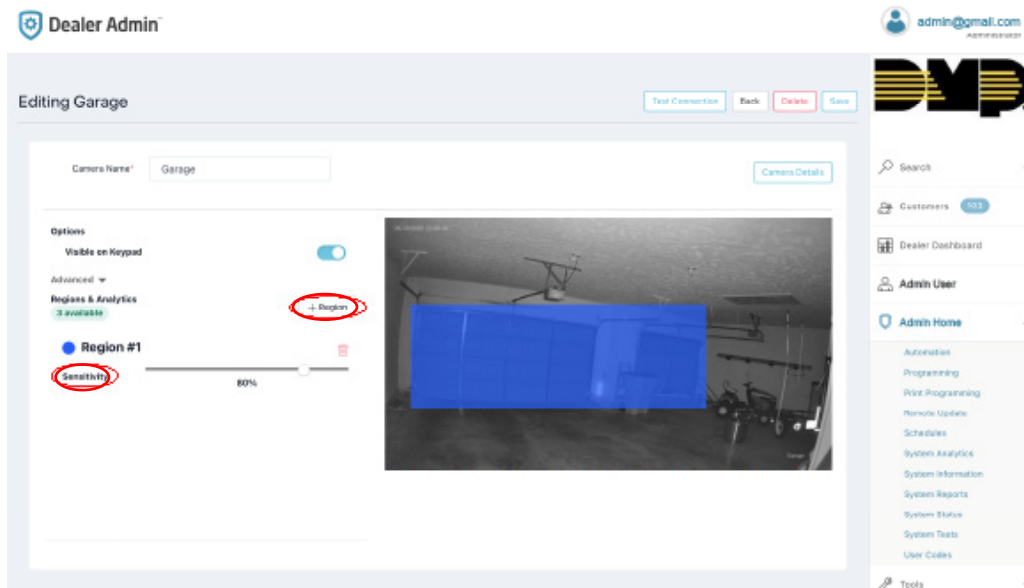 Dealer Admin
admin@gmail.com
Administrator
DMP
Editing Garage
Test Connection
Back
Delete
Save
Camera Name*
Garage
Camera Details
Options
Visible on Keypad
Advanced
Regions & Analytics
3 available
+ Region
Region #1
Sensitivity
80%
Search
Customers
Dealer Dashboard
Admin User
Admin Home
Automation
Programming
Print Programming
Remote Update
Schedules
System Analytics
System Information
System Reports
System Status
System Tests
User Codes
Tools